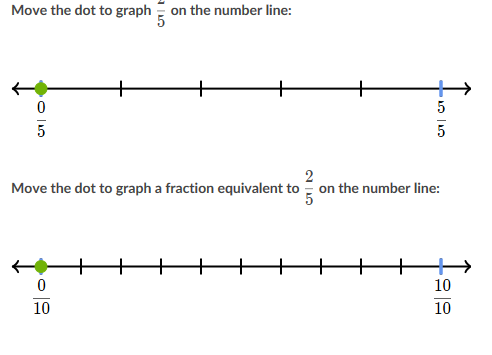 Move the dot to graph 2/5 on the number line:
0/5 5/5
Move the dot to graph a fraction equivalent to 2/5 on the number line:
0/10 10/10